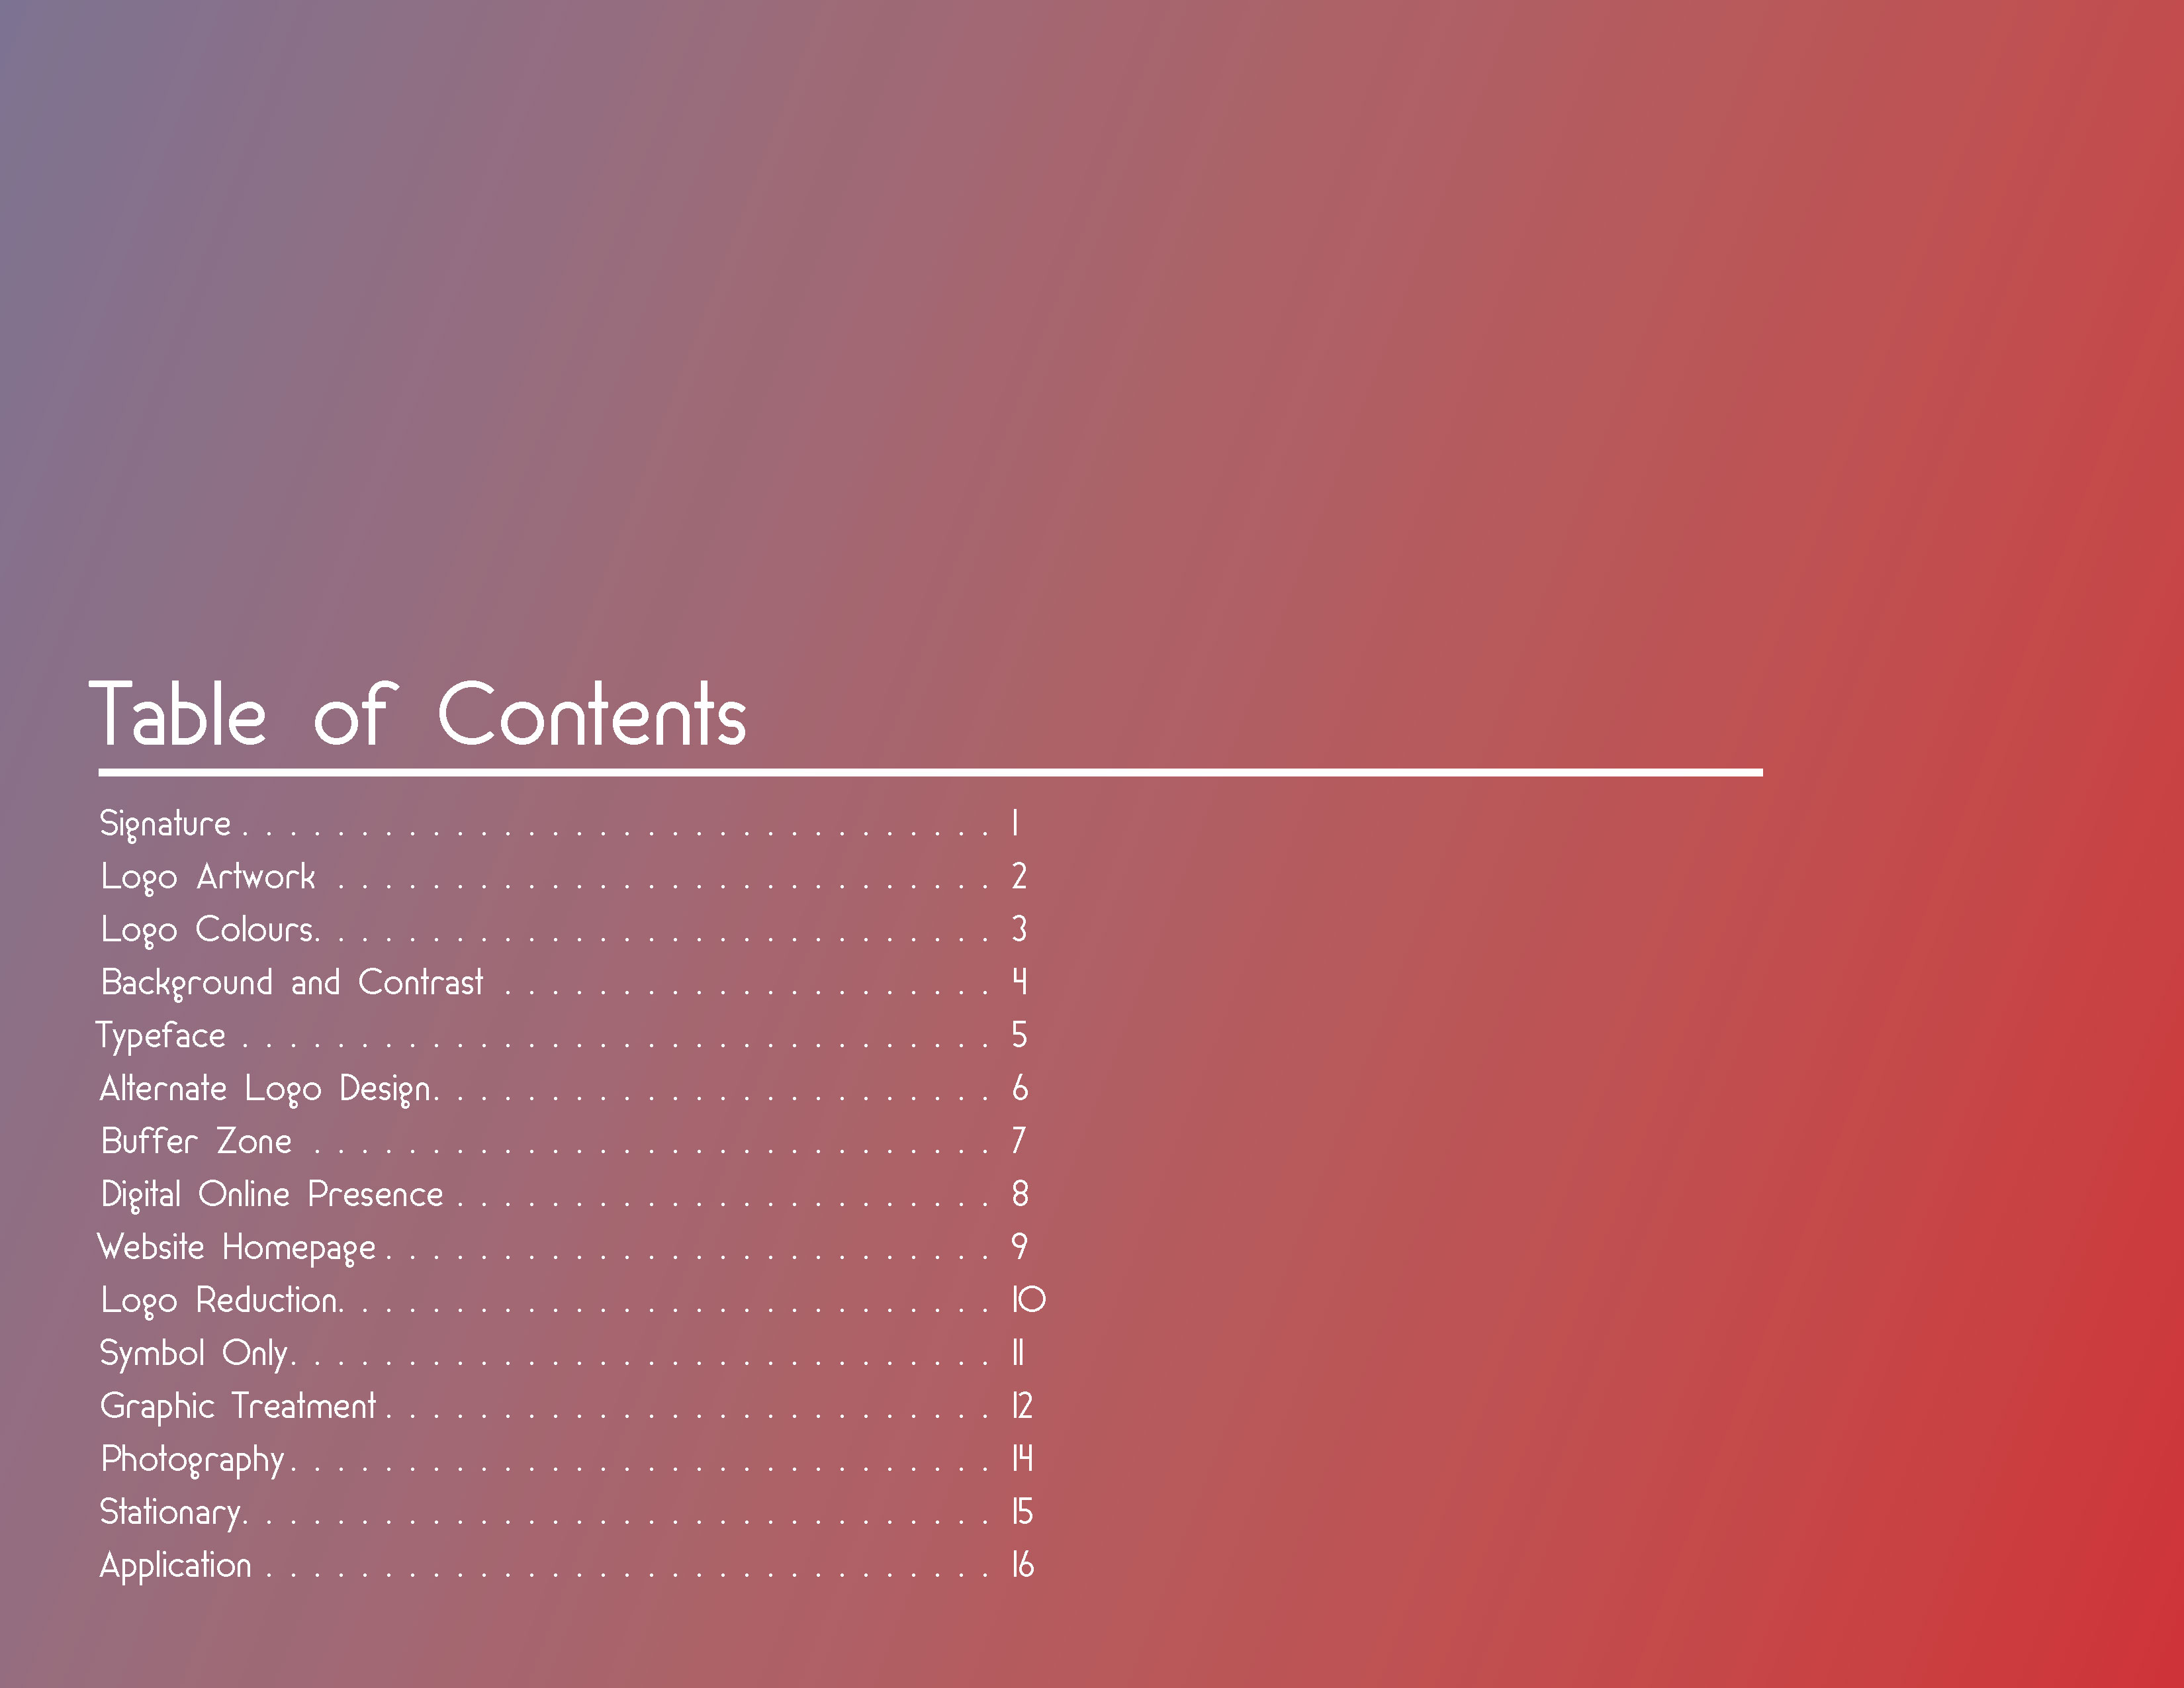 Table of Contents
Signature . . . . . . . . . . . . . . . . . . . . . . . . . . . . . . . . 1
Logo Artwork . . . . . . . . . . . . . . . . . . . . . . . . . . . . 2
Logo Colours. . . . . . . . . . . . . . . . . . . . . . . . . . . . . 3
Background and Contrast . . . . . . . . . . . . . . . . . . . . . 4
Typeface . . . . . . . . . . . . . . . . . . . . . . . . . . . . . . . . 5
Alternate Logo Design. . . . . . . . . . . . . . . . . . . . . . . . 6
Buffer Zone . . . . . . . . . . . . . . . . . . . . . . . . . . . . . 7
Digital Online Presence . . . . . . . . . . . . . . . . . . . . . . . 8
Website Homepage . . . . . . . . . . . . . . . . . . . . . . . . . . 9
Logo Reduction. . . . . . . . . . . . . . . . . . . . . . . . . . . . 10
Symbol Only. . . . . . . . . . . . . . . . . . . . . . . . . . . . . . 11
Graphic Treatment . . . . . . . . . . . . . . . . . . . . . . . . . . 12
Photography . . . . . . . . . . . . . . . . . . . . . . . . . . . . . . 14
Stationary. . . . . . . . . . . . . . . . . . . . . . . . . . . . . . . . 15
Application . . . . . . . . . . . . . . . . . . . . . . . . . . . . . . . 16